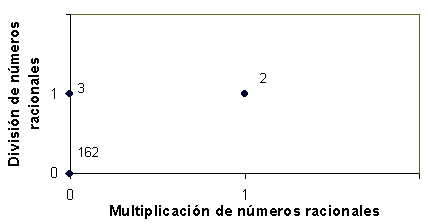 División de números
racionales
1
0
3
2
162
0
1
Multiplicación de números racionales